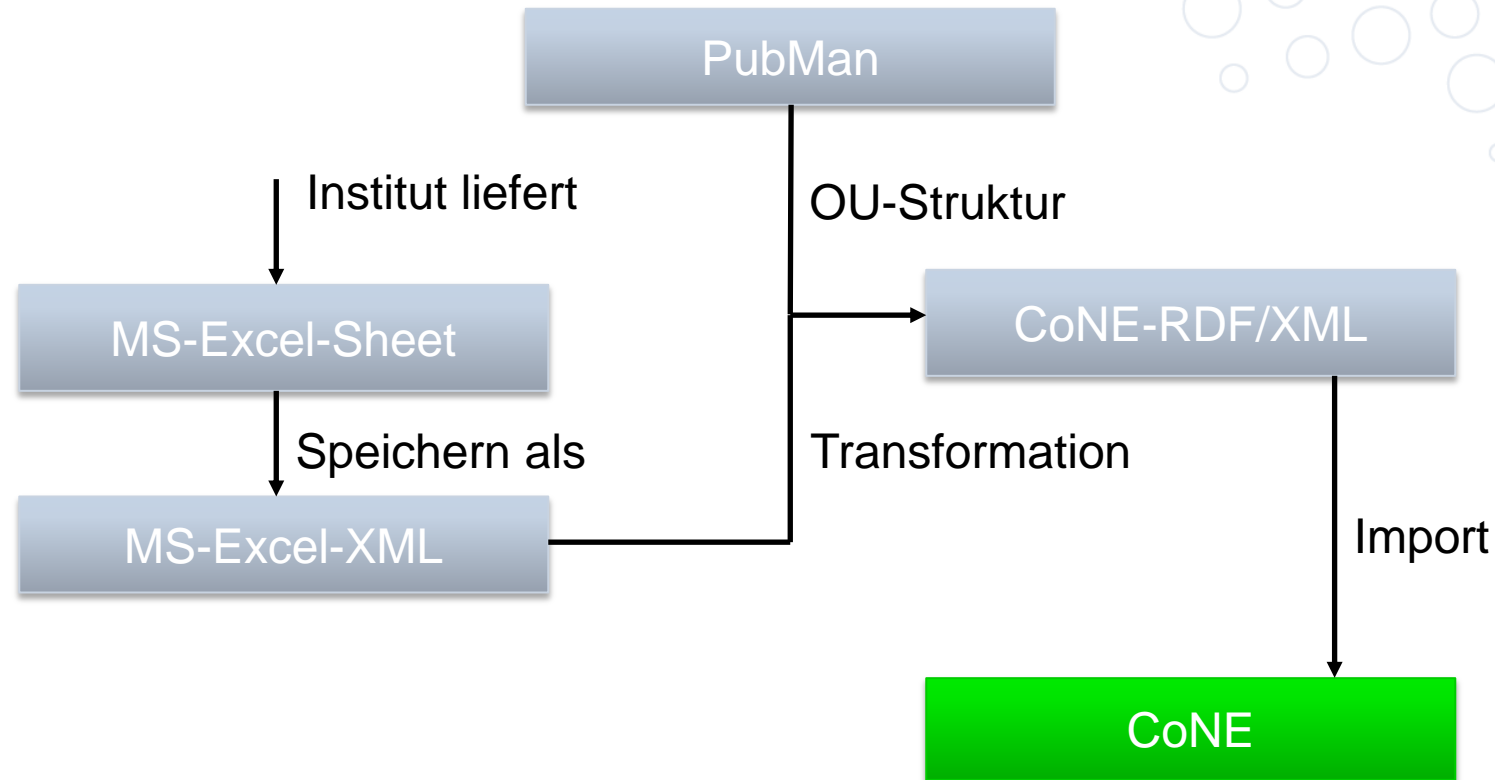 PubMan
Institut liefert
OU-Struktur
MS-Excel-Sheet
CoNE-RDF/XML
Speichern als
Transformation
MS-Excel-XML
Import
CoNE